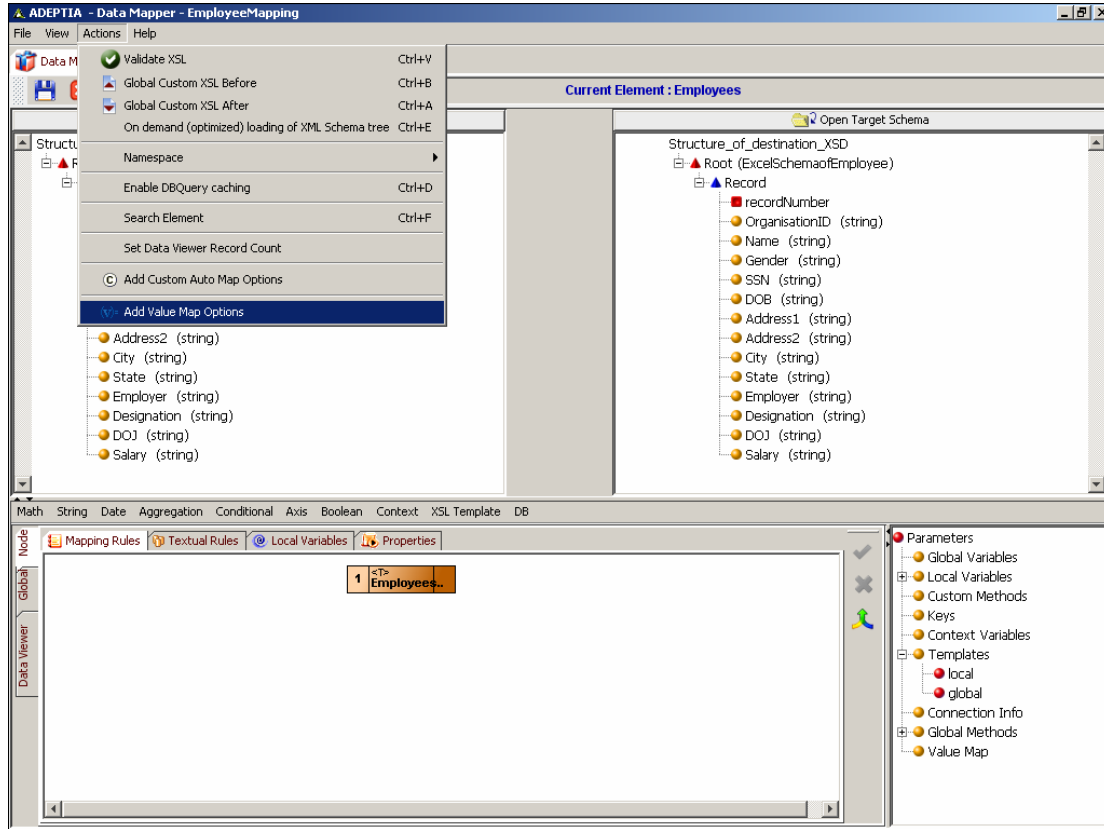 ADEPTIA - Data Mapper - EmployeeMapping
File View Actions Help
Data M
Validate XSL Ctrl+V
Global Custom XSL Before Ctrl+B
Global Custom XSL After Ctrl+A
On demand (optimized) loading of XML Schema tree Ctrl+E
Namespace
Enable DBQuery caching Ctrl+D
Search Element Ctrl+F
Set Data Viewer Record Count
C Add Custom Auto Map Options
(V)= Add Value Map Options
Current Element : Employees
Structu
R
Address2 (string)
City (string)
State (string)
Employer (string)
Designation (string)
DOJ (string)
Salary (string)
Open Target Schema
Structure_of_destination_XSD
Root (ExcelSchemaofEmployee)
Record
recordNumber
OrganisationID (string)
Name (string)
Gender (string)
SSN (string)
DOB (string)
Address1 (string)
Address2 (string)
City (string)
State (string)
Employer (string)
Designation (string)
DOJ (string)
Salary (string)
Math String Date Aggregation Conditional Axis Boolean Context XSL Template DB
Node
Global
Data Viewer
Mapping Rules Textual Rules Local Variables Properties
1 <T> Employees..
Parameters
Global Variables
Local Variables
Custom Methods
Keys
Context Variables
Templates
local
global
Connection Info
Global Methods
Value Map